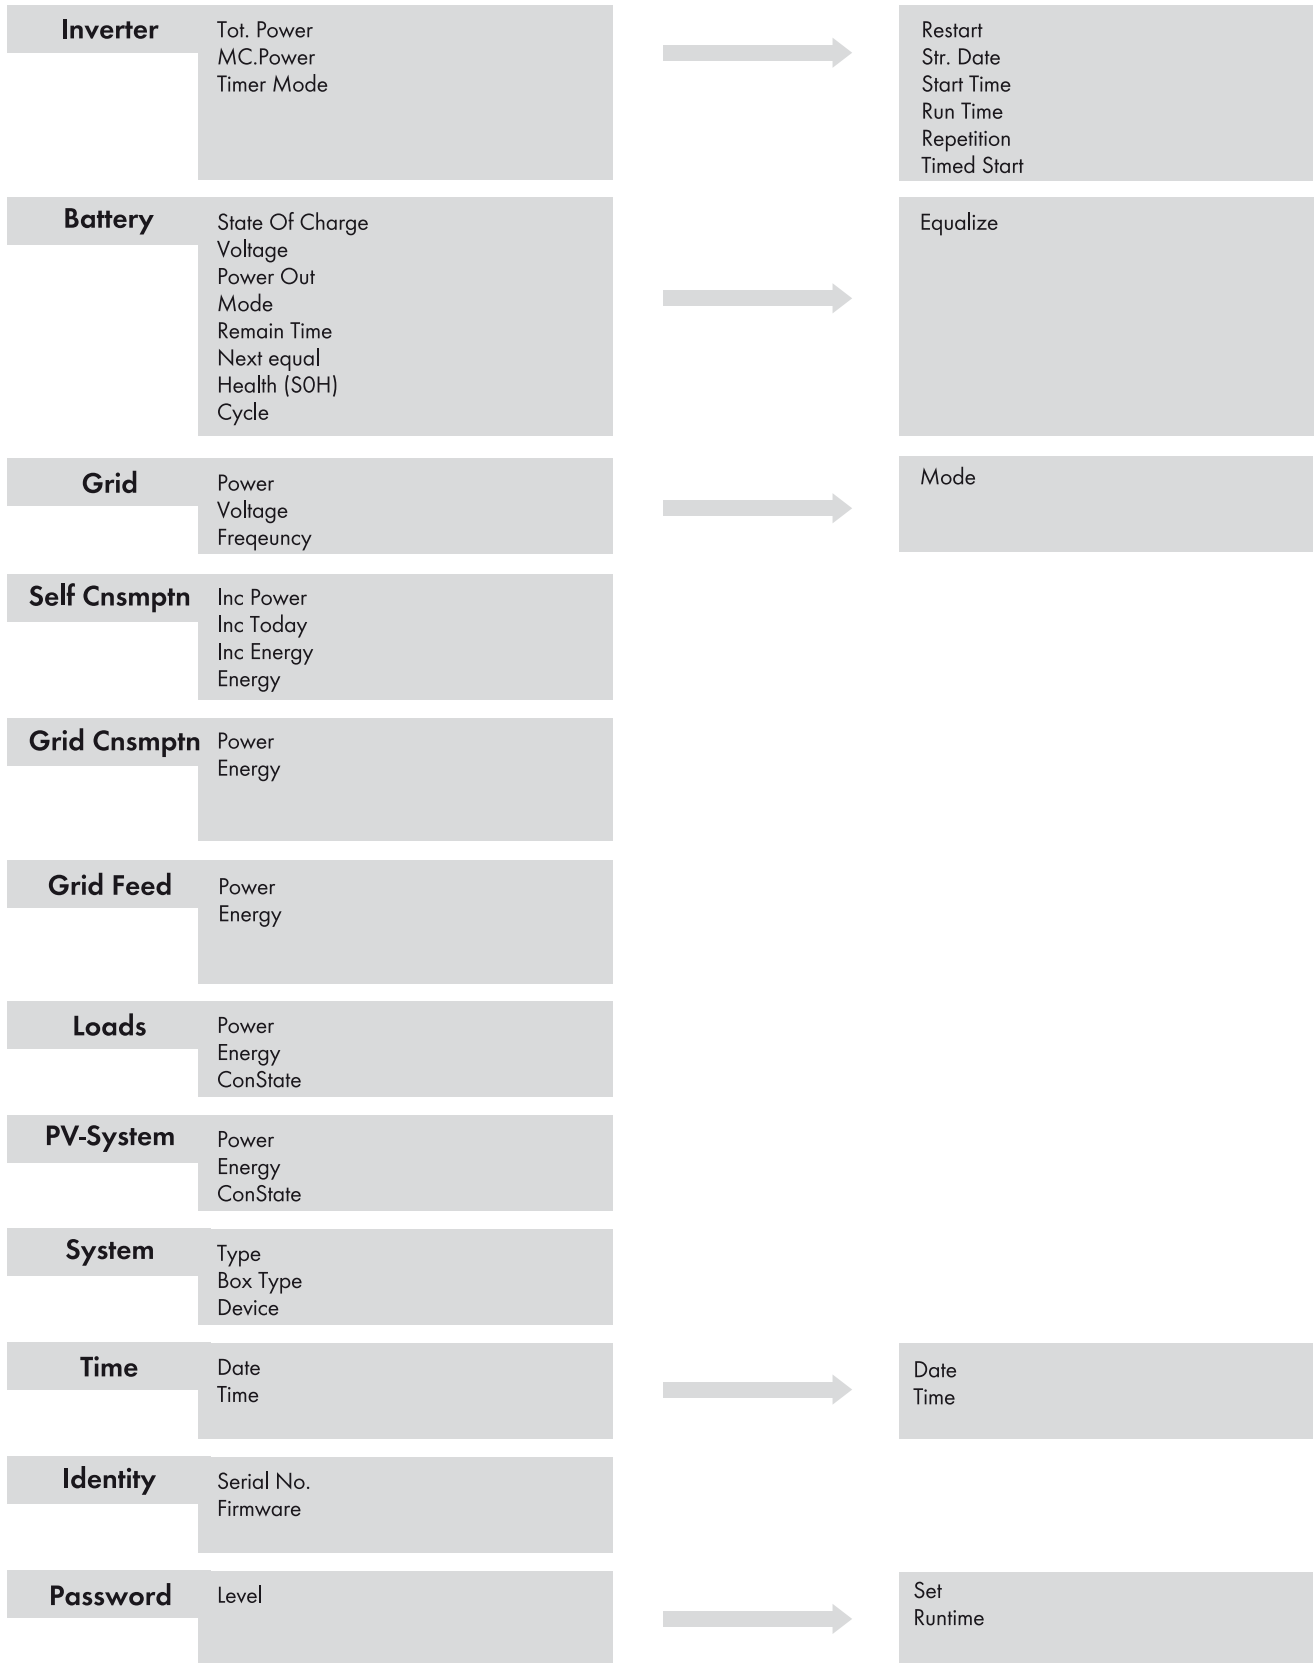 Inverter
Tot. Power
MC.Power
Timer Mode
Restart
Str. Date
Start Time
Run Time
Repetition
Timed Start
Battery
State Of Charge
Voltage
Power Out
Mode
Remain Time
Next equal
Health (S0H)
Cycle
Equalize
Grid
Power
Voltage
Freqeuncy
Mode
Self Cnsmptn
Inc Power
Inc Today
Inc Energy
Energy
Grid Cnsmptn
Power
Energy
Grid Feed
Power
Energy
Loads
Power
Energy
ConState
PV-System
Power
Energy
ConState
System
Type
Box Type
Device
Time
Date
Time
Date
Time
Identity
Serial No.
Firmware
Password
Level
Set
Runtime